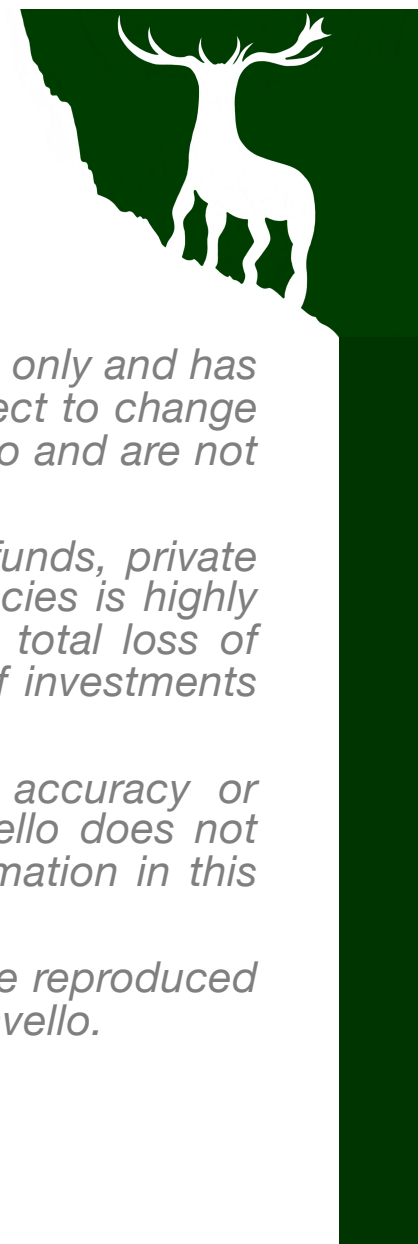 only and has
ect to change
o and are not
funds, private
cies is highly
total loss of
f investments
accuracy or
ello does not
mation in this
e reproduced
vello.